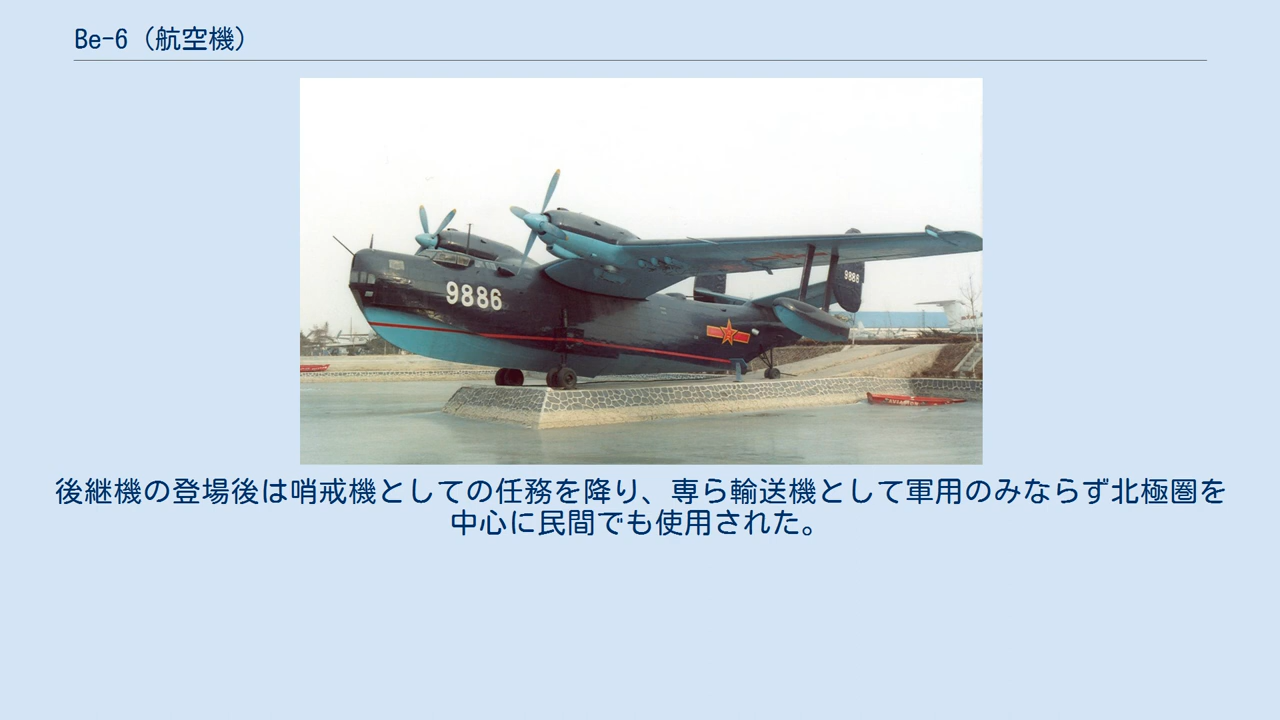 Be-6（航空機）
9886
9886
後継機の登場後は哨戒機としての任務を降り、専ら輸送機として軍用のみならず北極圏を
中心に民間でも使用された。